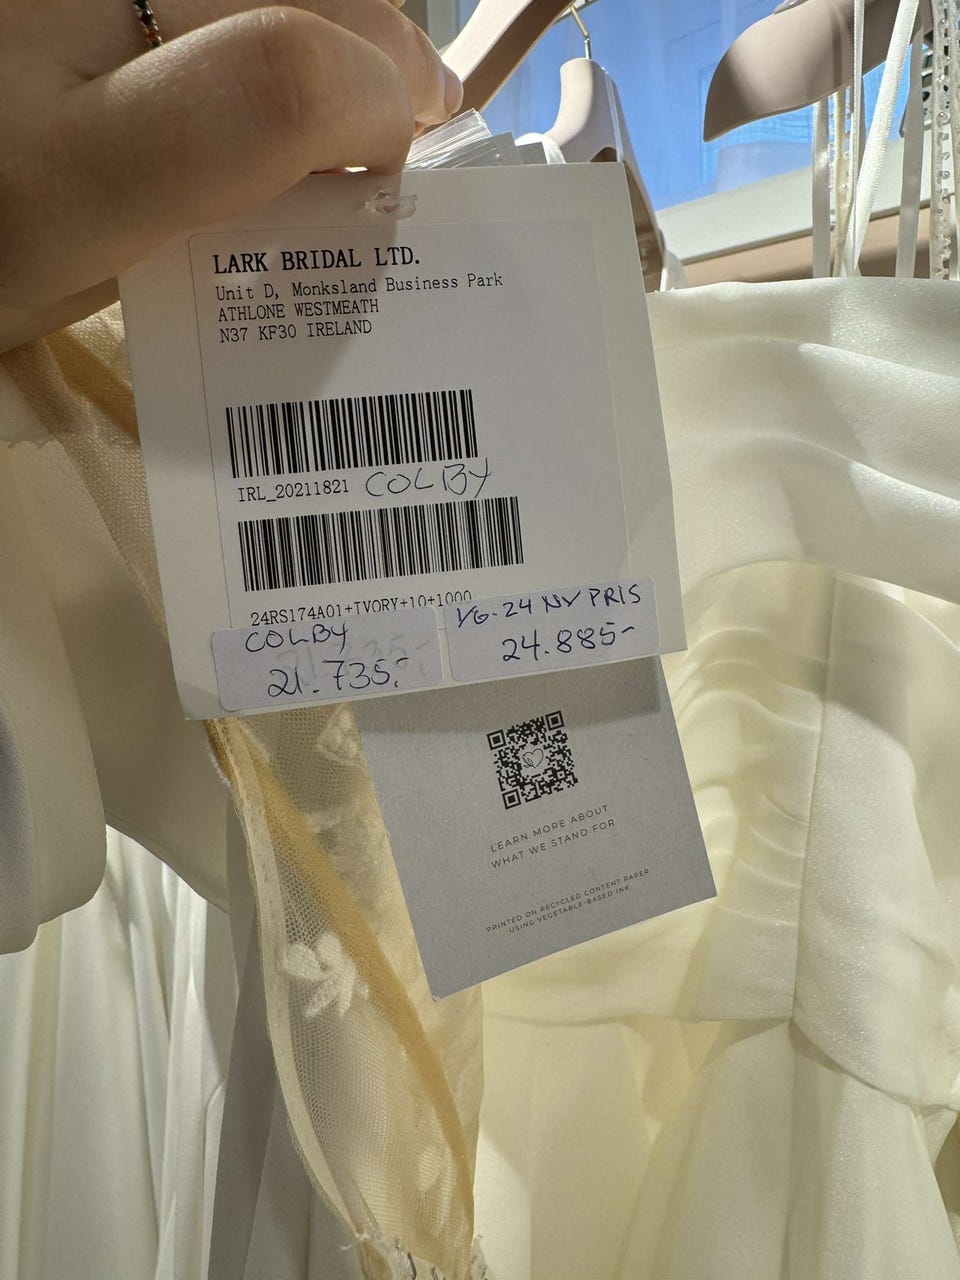 LARK BRIDAL LTD.
Unit D, Monksland Business Park
ATHLONE WESTMEATH
N37 KF30 IRELAND
IRL_20211821 COLBY
24RS174A01+IVORY+10+1000
COLBY
21.735,-
VG-24 NY PRIS
24.885-
LEARN MORE ABOUT
WHAT WE STAND FOR
PRINTED ON RECYCLED CONTENT PAPER
USING VEGETABLE-BASED INK